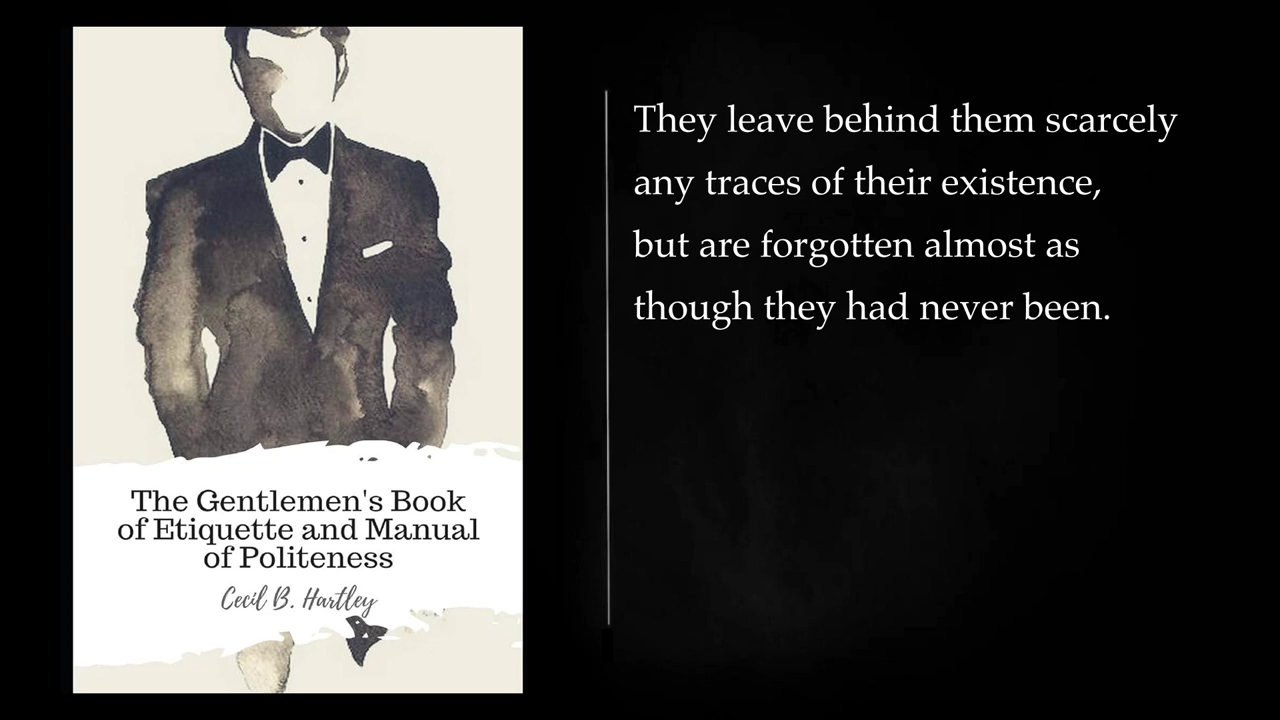 They leave behind them scarcely
any traces of their existence,
but are forgotten almost as
though they had never been.
The Gentlemen's Book
of Etiquette and Manual
of Politeness
Cecil B. Hartley